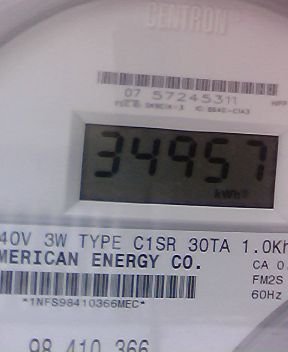 CENTRON
07 57245311
34957
kWh
40V 3W TYPE C1SR 30TA 1.0Kh
MERICAN ENERGY CO.
CA 0.
FM2S
*1NFS98410366MEC*
60Hz
98 410 366